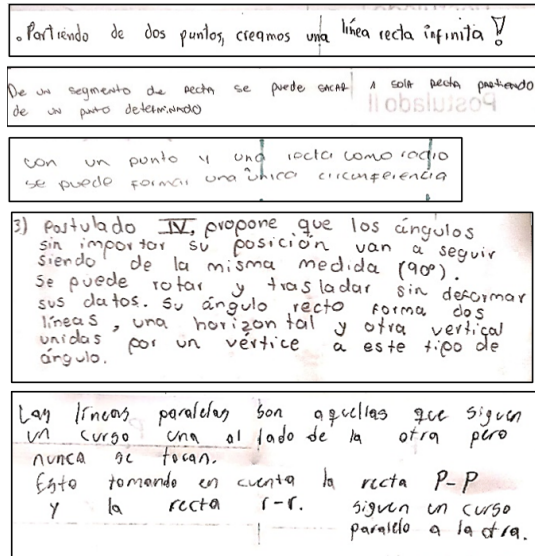 . Partiendo de dos puntos, creamos una línea recta infinita
De un segmento de recta se puede SACAR 1 sola recta partiendo
de un punto determinado
Postulado II
con un punto y una recta como radio
se puede formar una única circunferencia
3) Postulado IV, propone que los ángulos
sin importar su posición van a seguir
siendo de la misma medida (90°).
Se puede rotar y trasladar sin deformar
sus datos. Su ángulo recto forma dos
líneas, una horizontal y otra vertical
unidas por un vértice a este tipo de
ángulo.
Las líneas paralelas son aquellas que siguen
un curso una al lado de la otra pero
nunca se tocan.
Esto tomando en cuenta la recta P-P
y la recta r-r. siguen un curso
paralelo a la otra.